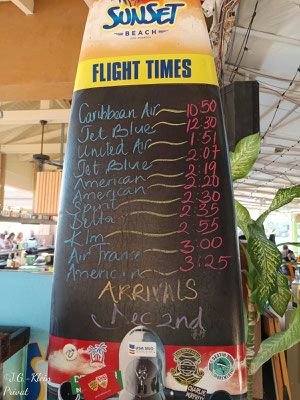 SUNSET
BEACH
FLIGHT TIMES
Caribbean Air 10 50
Jet Blue 12:30
United Air 1:51
Jet Blue 2:07
American 2:19
American 2:20
Spirit 2:30
Delta 2:35
Klm 2:55
Air France 3:00
American 3:25
ARRIVALS
Dec 2nd
J.G.-Klein
Privat